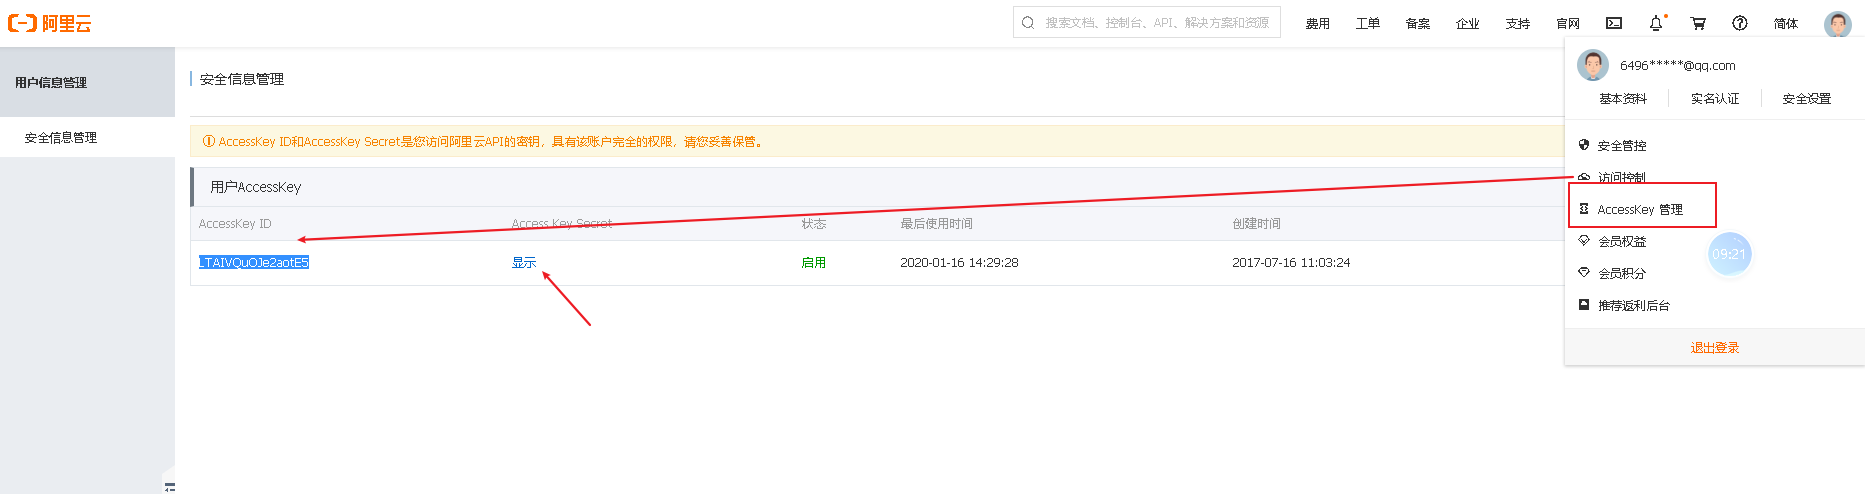 阿里云
搜索文档、控制台、API、解决方案和资源
费用 工单 备案 企业 支持 官网 简体
用户信息管理
安全信息管理
安全信息管理
AccessKey ID和AccessKey Secret是您访问阿里云API的密钥，具有该账户完全的权限，请您妥善保管。
用户AccessKey
AccessKey ID Access Key Secret 状态 最后使用时间 创建时间
LTAIVQuOJe2aotE5 显示 启用 2020-01-16 14:29:28 2017-07-16 11:03:24
6496*****@qq.com
基本资料 实名认证 安全设置
安全管控
访问控制
AccessKey 管理
会员权益
09:21
会员积分
推荐返利后台
退出登录